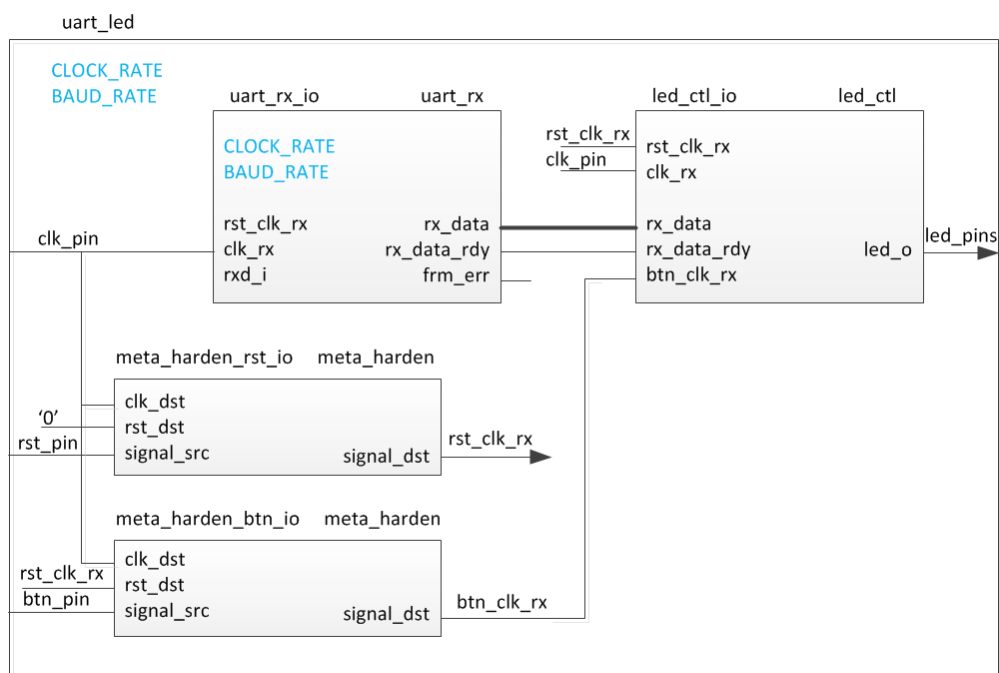 uart_led
CLOCK_RATE
BAUD_RATE
uart_rx_io uart_rx
CLOCK_RATE
BAUD_RATE
rst_clk_rx
clk_rx
rxd_i
rx_data
rx_data_rdy
frm_err
led_ctl_io led_ctl
rst_clk_rx
clk_pin
rst_clk_rx
clk_rx
rx_data
rx_data_rdy
btn_clk_rx
led_o
led_pins
clk_pin
meta_harden_rst_io meta_harden
clk_dst
rst_dst
signal_src
signal_dst
‘0’
rst_pin
rst_clk_rx
meta_harden_btn_io meta_harden
clk_dst
rst_dst
signal_src
signal_dst
rst_clk_rx
btn_pin
btn_clk_rx